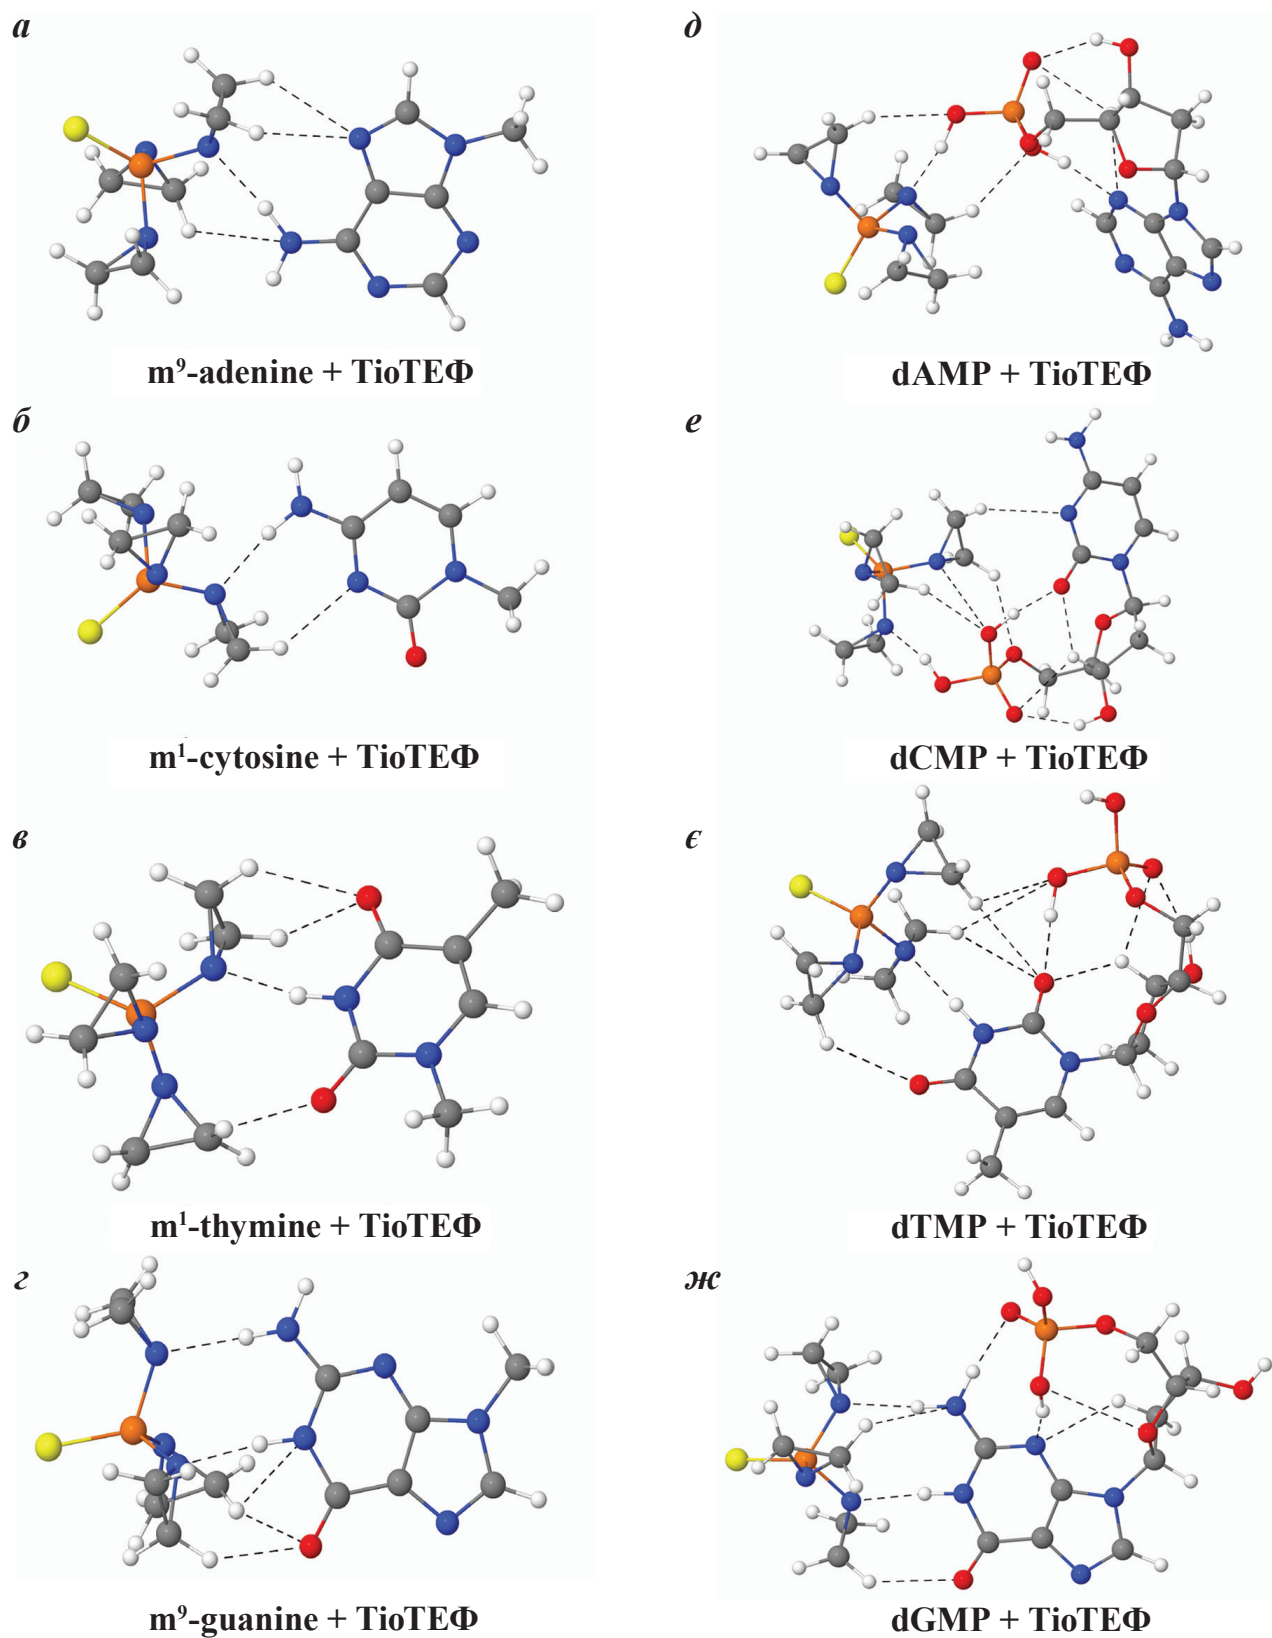 а
m⁹-adenine + ТіоТЕФ
б
m¹-cytosine + ТіоТЕФ
в
m¹-thymine + ТіоТЕФ
г
m⁹-guanine + ТіоТЕФ
д
dAMP + ТіоТЕФ
е
dCMP + ТіоТЕФ
є
dTMP + ТіоТЕФ
ж
dGMP + ТіоТЕФ